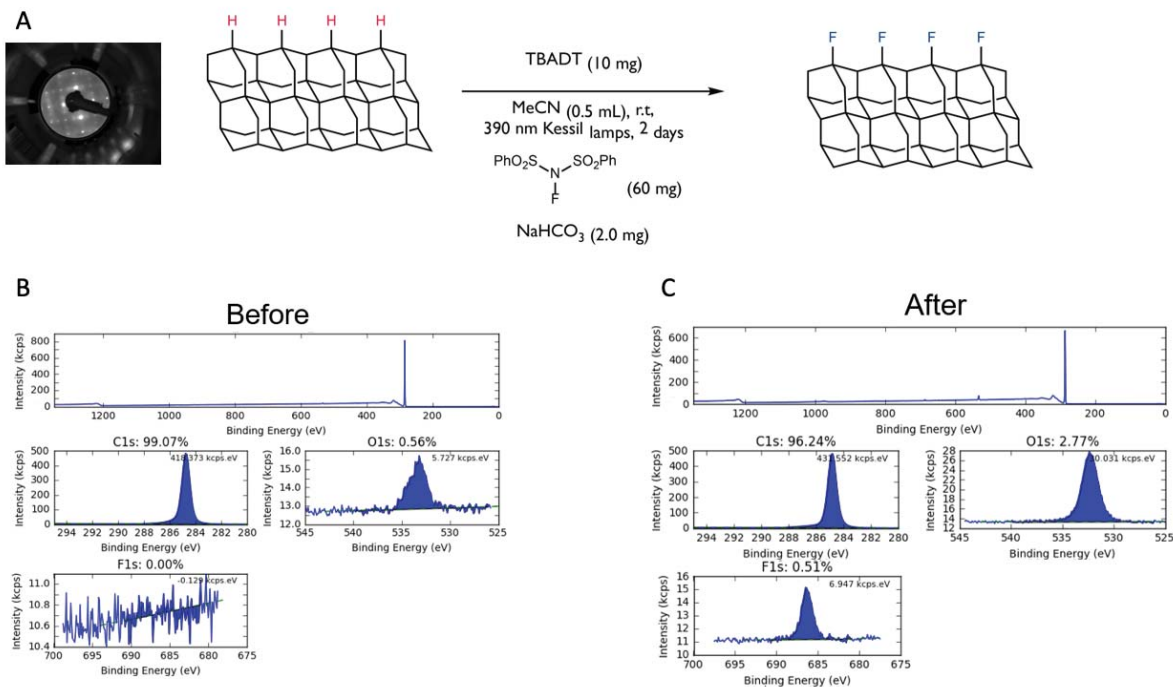 A
H H H H
TBADT (10 mg)
MeCN (0.5 mL), r.t,
390 nm Kessil lamps, 2 days
PhO2S SO2Ph
N
F
(60 mg)
NaHCO3 (2.0 mg)
F F F F
B
Before
Intensity (kcps)
800
600
400
200
0
1200 1000 800 600 400 200 0
Binding Energy (eV)
C1s: 99.07%
Intensity (kcps)
500
400
300
200
100
0
kcps.eV
294 292 290 288 286 284 282 280
Binding Energy (eV)
O1s: 0.56%
Intensity (kcps)
16.0
15.0
14.0
13.0
12.0
5.727 kcps.eV
545 540 535 530 525
Binding Energy (eV)
F1s: 0.00%
Intensity (kcps)
11.0
10.8
10.6
10.4
-0.129 kcps.eV
700 695 690 685 680 675
Binding Energy (eV)
C
After
Intensity (kcps)
600
400
200
0
1200 1000 800 600 400 200 0
Binding Energy (eV)
C1s: 96.24%
Intensity (kcps)
500
400
300
200
100
0
kcps.eV
294 292 290 288 286 284 282 280
Binding Energy (eV)
O1s: 2.77%
Intensity (kcps)
28
26
24
22
20
18
16
14
12
kcps.eV
545 540 535 530 525
Binding Energy (eV)
F1s: 0.51%
Intensity (kcps)
16
15
14
13
12
11
10
6.947 kcps.eV
700 695 690 685 680 675
Binding Energy (eV)